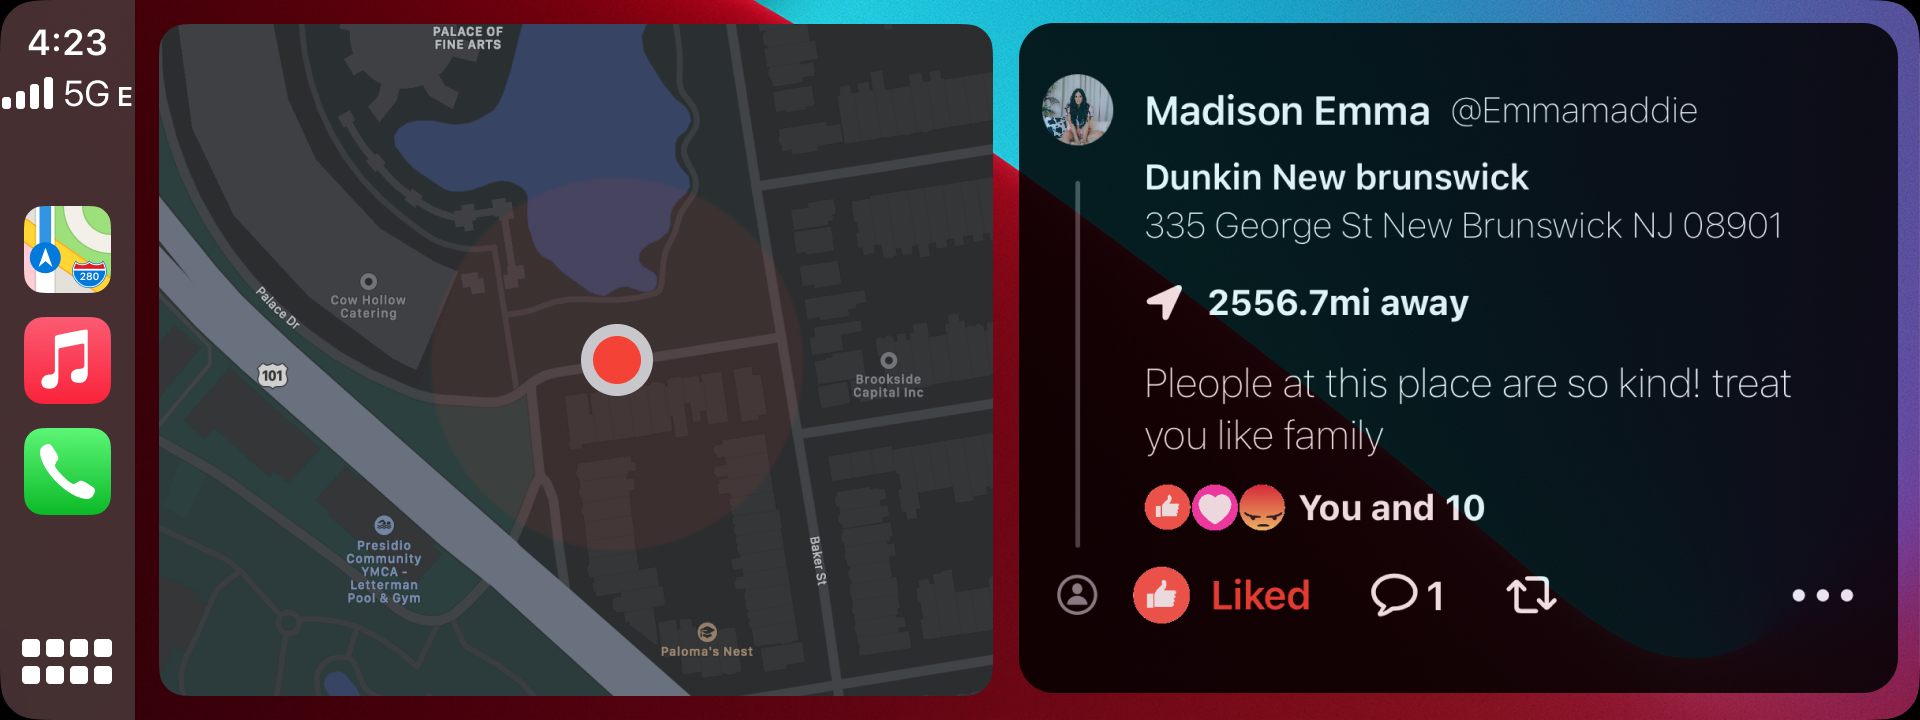 4:23
5G E
280
PALACE OF
FINE ARTS
Cow Hollow
Catering
Palace Dr
101
Brookside
Capital Inc
Presidio
Community
YMCA -
Letterman
Pool & Gym
Baker St
Paloma's Nest
Madison Emma @Emmamaddie
Dunkin New brunswick
335 George St New Brunswick NJ 08901
2556.7mi away
Pleople at this place are so kind! treat
you like family
You and 10
Liked 1